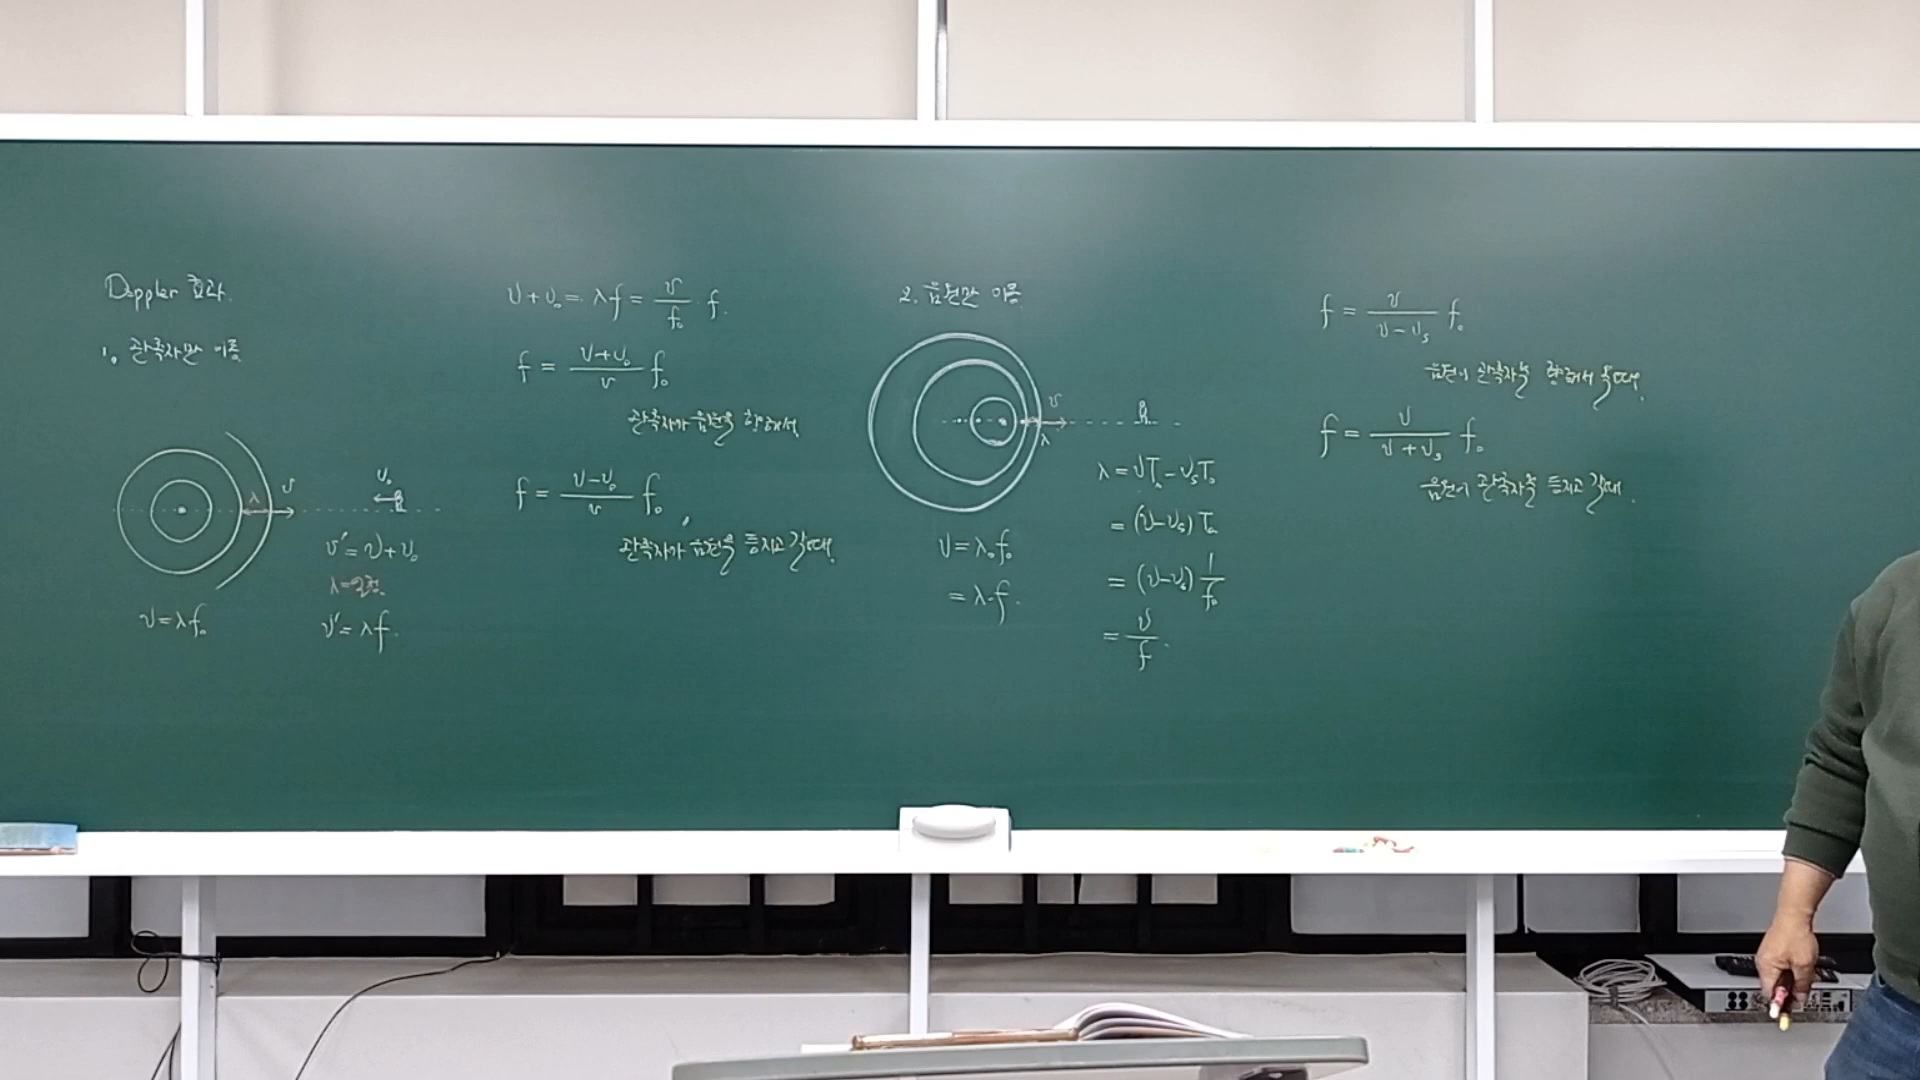 Doppler 효과.
1. 관측자만 이동
λ
v
v₀
v' = v + v₀
λ = 일정.
v = λf₀
v' = λf.
v + v₀ = λf = v/f₀ · f.
f = (v+v₀)/v f₀
관측자가 음원을 향해서
f = (v-v₀)/v f₀
관측자가 음원을 등지고 갈때.
2. 음원만 이동
v
λ
v = λ₀f₀
= λf.
λ = vT₀ - vₛT₀
= (v-vₛ) T₀
= (v-vₛ) 1/f₀
= v/f.
f = v/(v-vₛ) f₀
음원이 관측자를 향해서 올때.
f = v/(v+vₛ) f₀
음원이 관측자를 등지고 갈때.